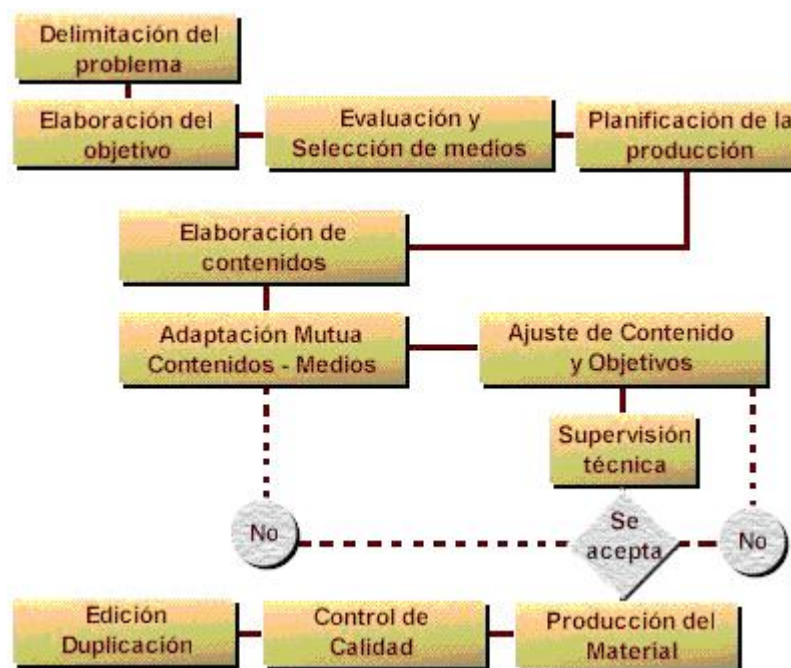 Delimitación del
problema
Elaboración del
objetivo
Evaluación y
Selección de medios
Planificación de la
producción
Elaboración de
contenidos
Adaptación Mutua
Contenidos - Medios
Ajuste de Contenido
y Objetivos
Supervisión
técnica
No
Se
acepta
No
Edición
Duplicación
Control de
Calidad
Producción del
Material